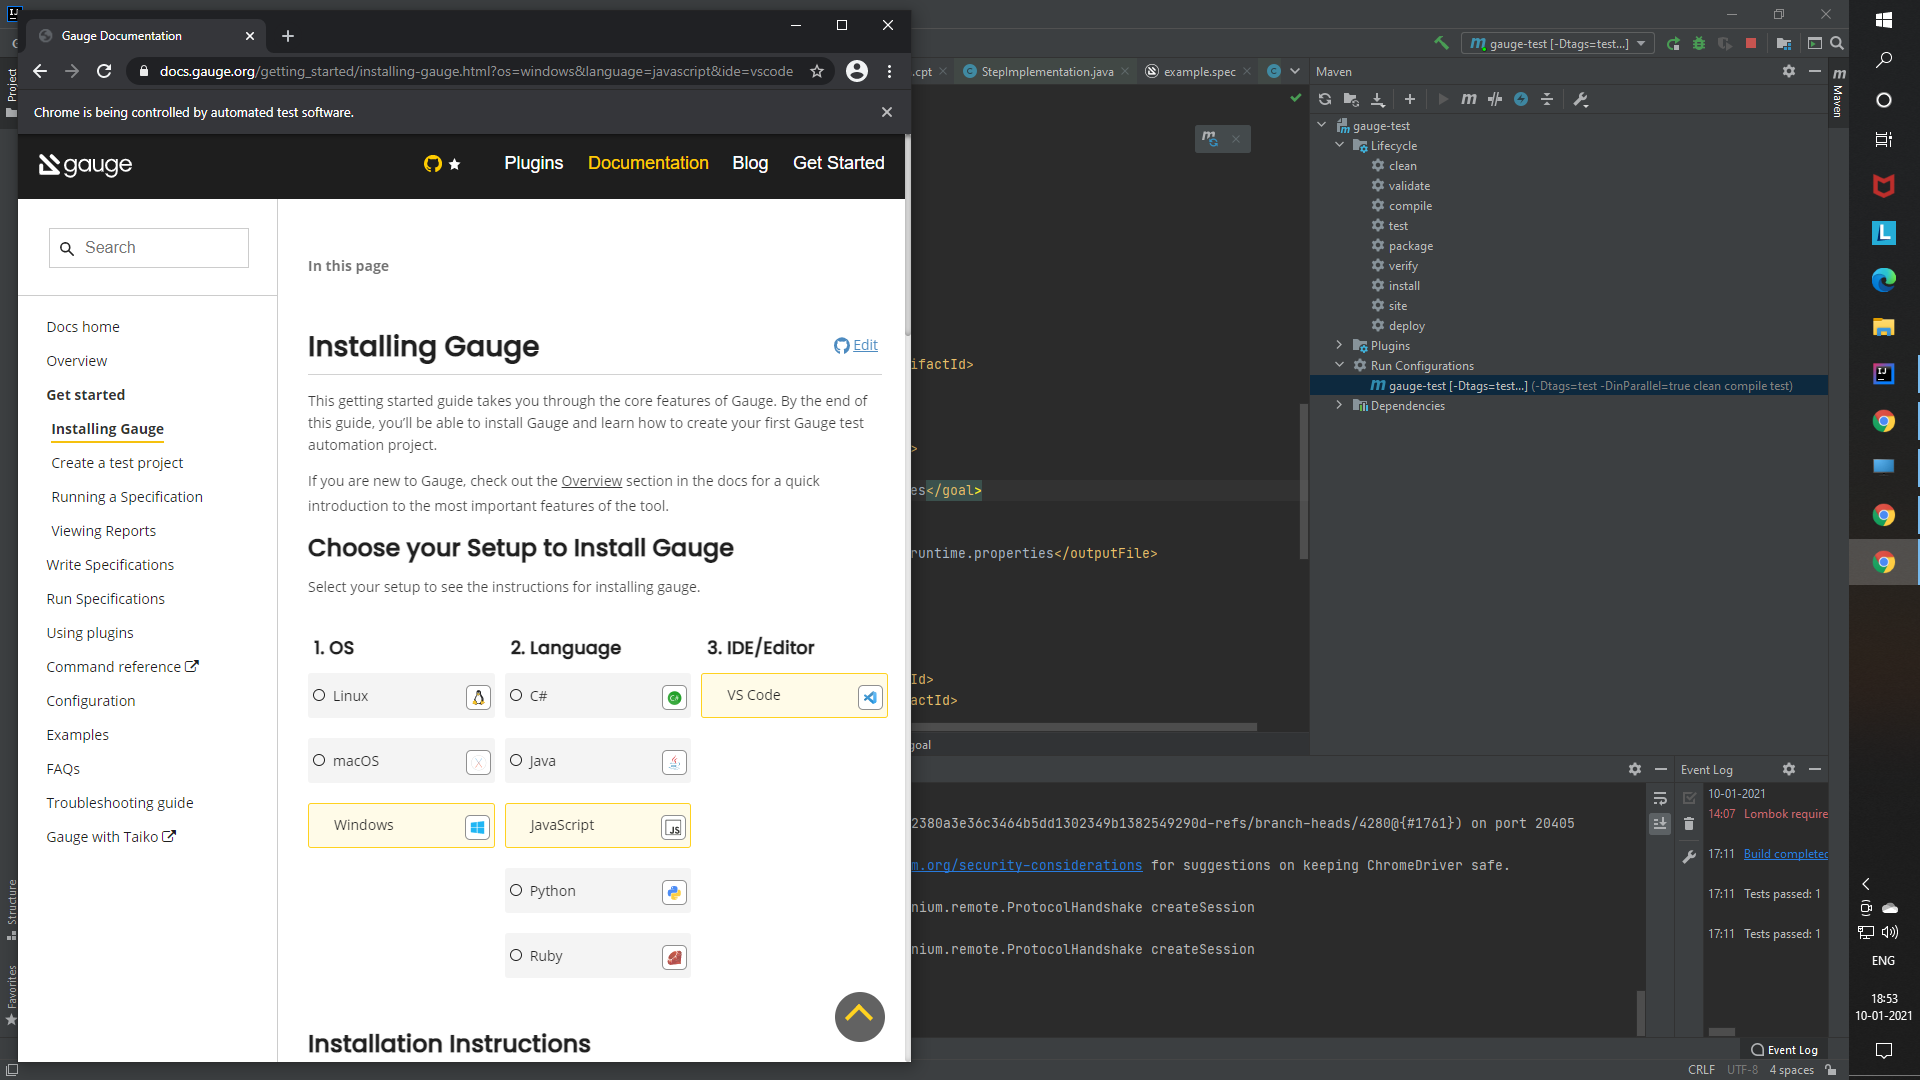 Gauge Documentation
docs.gauge.org/getting_started/installing-gauge.html?os=windows&language=javascript&ide=vscode
Chrome is being controlled by automated test software.
gauge
Plugins Documentation Blog Get Started
Search
Docs home
Overview
Get started
Installing Gauge
Create a test project
Running a Specification
Viewing Reports
Write Specifications
Run Specifications
Using plugins
Command reference
Configuration
Examples
FAQs
Troubleshooting guide
Gauge with Taiko
In this page
Installing Gauge
Edit
This getting started guide takes you through the core features of Gauge. By the end
of this guide, you'll be able to install Gauge and learn how to create your first Gauge test
automation project.
If you are new to Gauge, check out the Overview section in the docs for a quick
introduction to the most important features of the tool.
Choose your Setup to Install Gauge
Select your setup to see the instructions for installing gauge.
1. OS
Linux
macOS
Windows
2. Language
C#
Java
JavaScript
JS
Python
Ruby
3. IDE/Editor
VS Code
Installation Instructions
Project
Structure
Favorites
gauge-test [-Dtags=test...]
.cpt StepImplementation.java example.spec
ifactId>
>
es</goal>
runtime.properties</outputFile>
Id>
actId>
goal
Maven
gauge-test
Lifecycle
clean
validate
compile
test
package
verify
install
site
deploy
Plugins
Run Configurations
gauge-test [-Dtags=test...] (-Dtags=test -DinParallel=true clean compile test)
Dependencies
Maven
2380a3e36c3464b5dd1302349b1382549290d-refs/branch-heads/4280@{#1761}) on port 20405
m.org/security-considerations for suggestions on keeping ChromeDriver safe.
nium.remote.ProtocolHandshake createSession
nium.remote.ProtocolHandshake createSession
Event Log
10-01-2021
14:07 Lombok require
17:11 Build completed
17:11 Tests passed: 1
17:11 Tests passed: 1
Event Log
CRLF UTF-8 4 spaces
ENG
18:53
10-01-2021